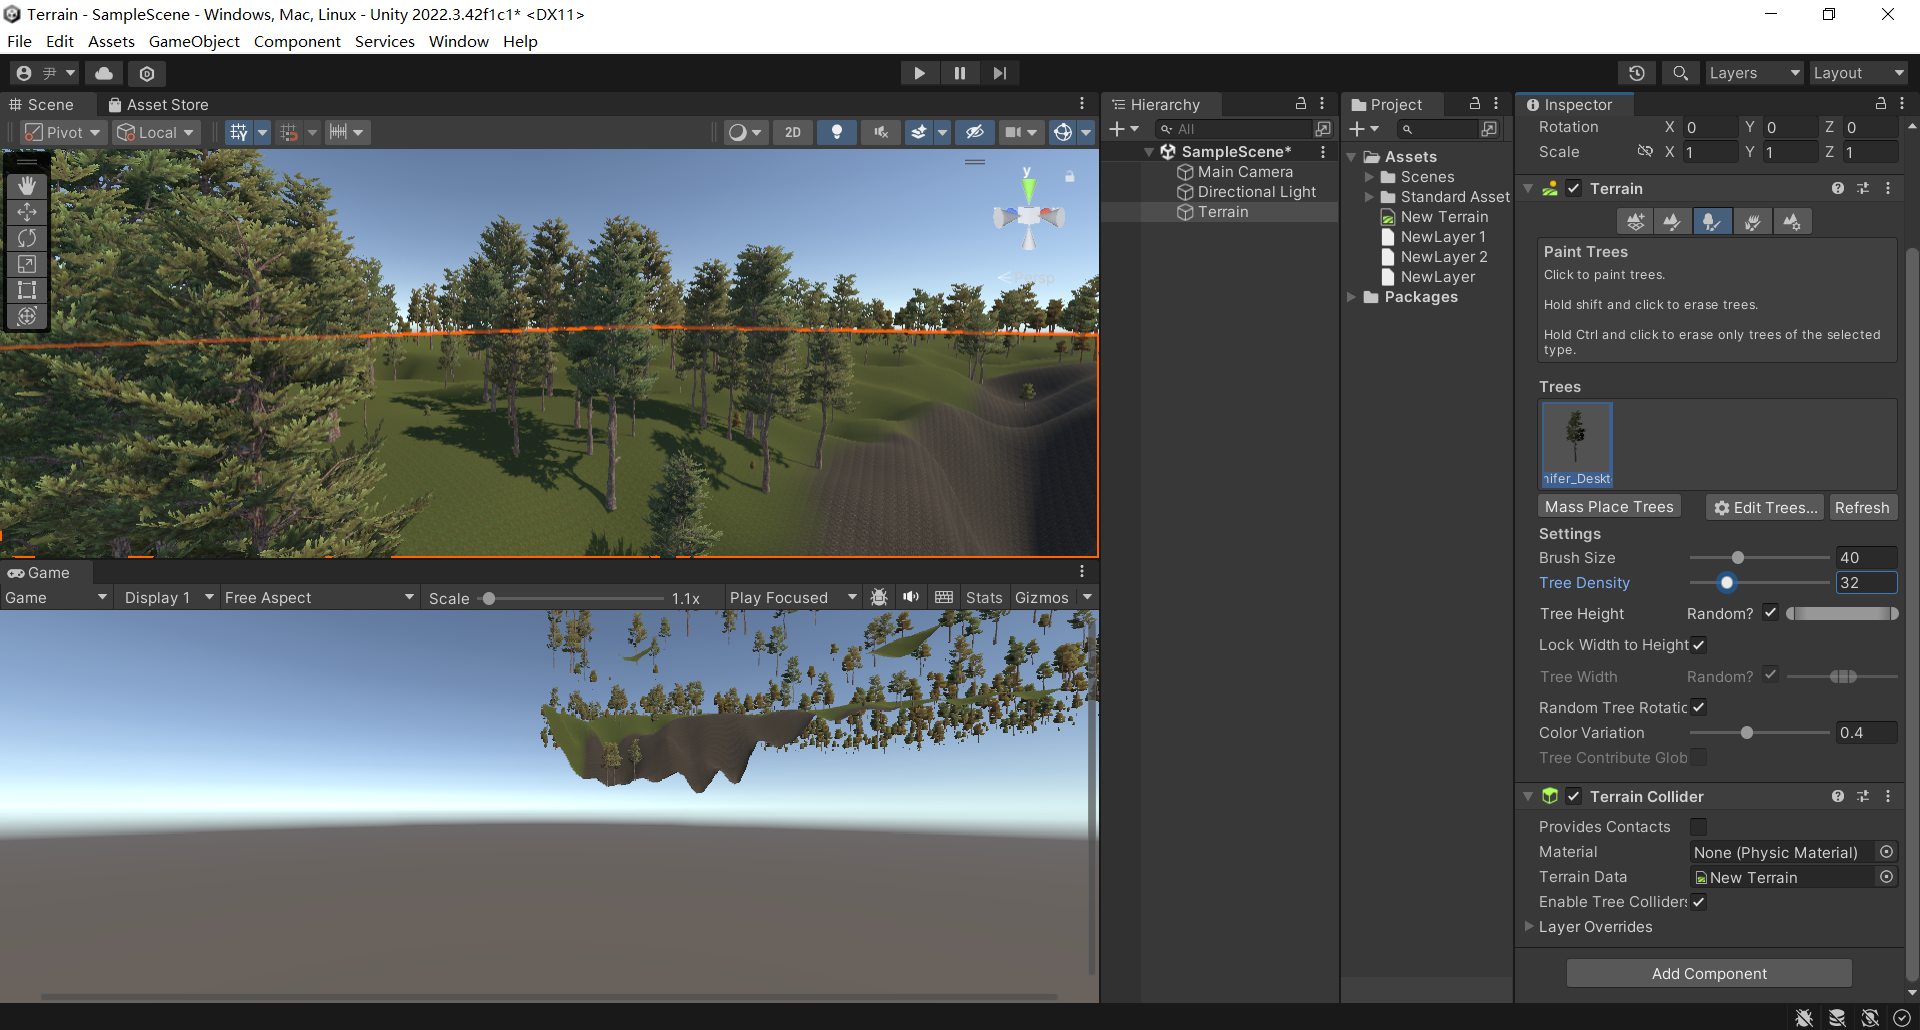 Terrain - SampleScene - Windows, Mac, Linux - Unity 2022.3.42f1c1* <DX11>
File Edit Assets GameObject Component Services Window Help
尹
Layers
Layout
Scene
Asset Store
Pivot
Local
2D
y
Persp
Hierarchy
All
SampleScene*
Main Camera
Directional Light
Terrain
Project
Assets
Scenes
Standard Asset
New Terrain
NewLayer 1
NewLayer 2
NewLayer
Packages
Inspector
Rotation X 0 Y 0 Z 0
Scale X 1 Y 1 Z 1
Terrain
Paint Trees
Click to paint trees.
Hold shift and click to erase trees.
Hold Ctrl and click to erase only trees of the selected
type.
Trees
nifer_Deskt
Mass Place Trees
Edit Trees...
Refresh
Settings
Brush Size 40
Tree Density 32
Tree Height Random?
Lock Width to Height
Tree Width Random?
Random Tree Rotatic
Color Variation 0.4
Tree Contribute Glob
Terrain Collider
Provides Contacts
Material None (Physic Material)
Terrain Data New Terrain
Enable Tree Colliders
Layer Overrides
Add Component
Game
Game
Display 1
Free Aspect
Scale 1.1x
Play Focused
Stats
Gizmos